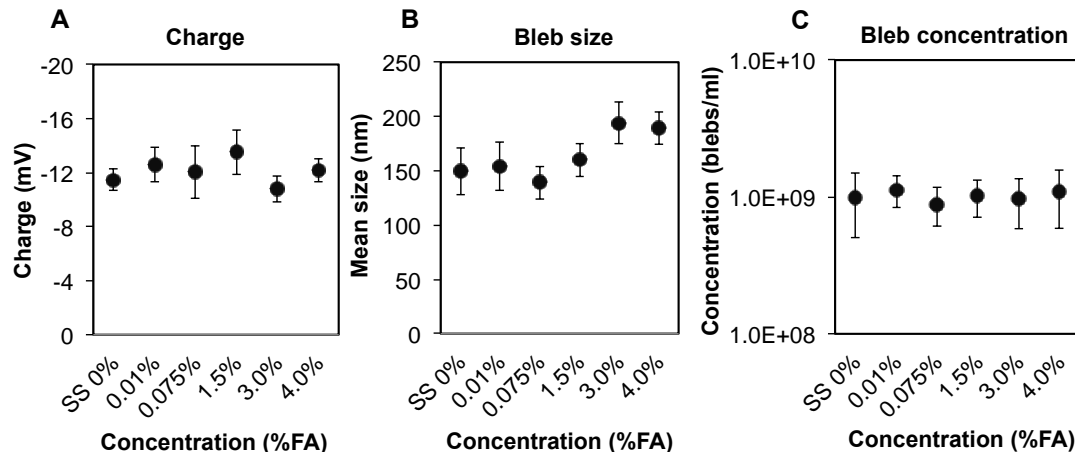 A
Charge
-20
-16
-12
-8
-4
0
Charge (mV)
SS 0%
0.01%
0.075%
1.5%
3.0%
4.0%
Concentration (%FA)
B
Bleb size
250
200
150
100
50
0
Mean size (nm)
SS 0%
0.01%
0.075%
1.5%
3.0%
4.0%
Concentration (%FA)
C
Bleb concentration
1.0E+10
1.0E+09
1.0E+08
Concentration (blebs/ml)
SS 0%
0.01%
0.075%
1.5%
3.0%
4.0%
Concentration (%FA)